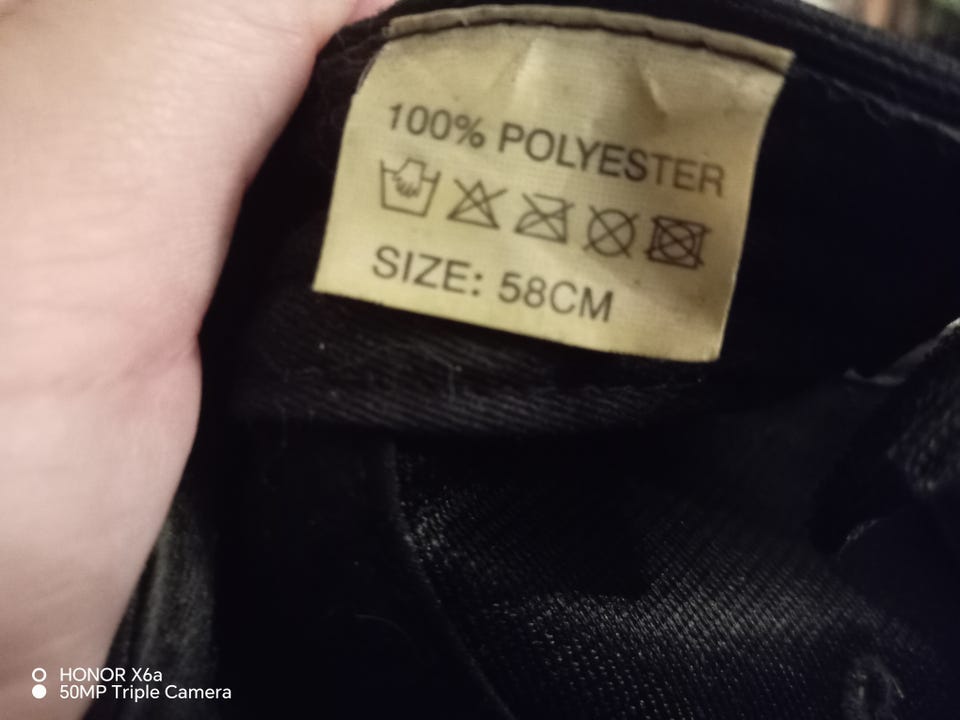 100% POLYESTER
SIZE: 58CM
HONOR X6a
50MP Triple Camera